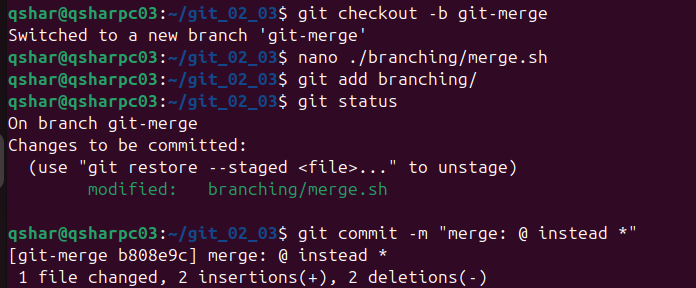 qshar@qsharpc03:~/git_02_03$ git checkout -b git-merge
Switched to a new branch 'git-merge'
qshar@qsharpc03:~/git_02_03$ nano ./branching/merge.sh
qshar@qsharpc03:~/git_02_03$ git add branching/
qshar@qsharpc03:~/git_02_03$ git status
On branch git-merge
Changes to be committed:
  (use "git restore --staged <file>..." to unstage)
        modified:   branching/merge.sh

qshar@qsharpc03:~/git_02_03$ git commit -m "merge: @ instead *"
[git-merge b808e9c] merge: @ instead *
 1 file changed, 2 insertions(+), 2 deletions(-)